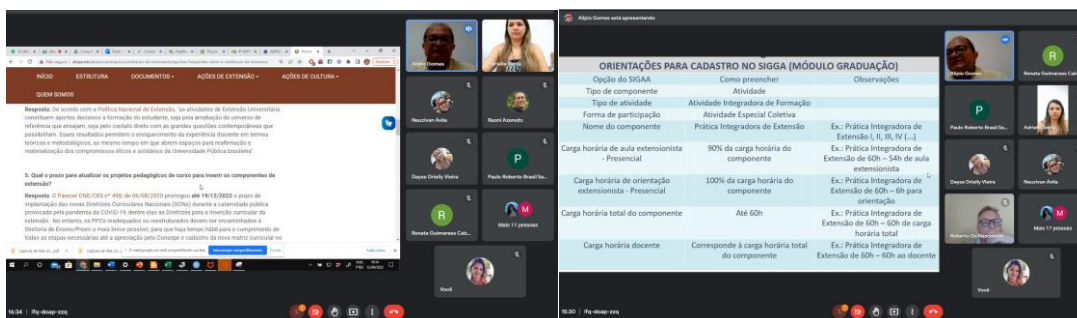 INÍCIO ESTRUTURA DOCUMENTOS AÇÕES DE EXTENSÃO AÇÕES DE CULTURA
QUEM SOMOS
Resposta: De acordo com a Política Nacional de Extensão, "as atividades de Extensão Universitária
constituem aportes decisivos à formação do estudante, seja pela ampliação do universo de
referência que ensejam, seja pelo contato direto com as grandes questões contemporâneas que
possibilitam. Esses resultados permitem o enriquecimento da experiência discente em termos
teóricos e metodológicos, ao mesmo tempo em que abrem espaços para reafirmação e
materialização dos compromissos éticos e solidários da Universidade Pública brasileira".
5. Qual o prazo para atualizar os projetos pedagógicos de curso para inserir os componentes de
extensão?
Resposta: O Parecer CNE/CES nº 498, de 06/08/2020 prorrogou até 19/12/2022 o prazo de
implantação das novas Diretrizes Curriculares Nacionais (DCNs) durante a calamidade pública
provocada pela pandemia da COVID-19, dentre elas as Diretrizes para a inserção curricular da
extensão. No entanto, os PPCs readequados ou reestruturados devem ser encaminhados à
Diretoria de Ensino/Proen o mais breve possível, para que haja tempo hábil para o cumprimento de
todas as etapas necessárias até a apreciação pelo Consepe e cadastro da nova matriz curricular no
Alípio Gomes
Neuzivan Ávila
Raoni Azeredo
Dayse Drielly Vieira
P
Paulo Roberto Brasil Sa...
R
Renata Guimaraes Cab...
M
Mais 11 pessoas
Você
16:34 | lfq-doap-zzq
Alípio Gomes está apresentando
ORIENTAÇÕES PARA CADASTRO NO SIGGA (MÓDULO GRADUAÇÃO)
Opção do SIGAA Como preencher Observações
Tipo de componente Atividade
Tipo de atividade Atividade Integradora de Formação
Forma de participação Atividade Especial Coletiva
Nome do componente Prática Integradora de Extensão Ex.: Prática Integradora de
Extensão I, II, III, IV (...)
Carga horária de aula extensionista
- Presencial
90% da carga horária do
componente
Ex.: Prática Integradora de
Extensão de 60h – 54h de aula
extensionista
Carga horária de orientação
extensionista - Presencial
100% da carga horária do
componente
Ex.: Prática Integradora de
Extensão de 60h – 6h para
orientação
Carga horária total do componente Até 60h Ex.: Prática Integradora de
Extensão de 60h – 60h de carga
horária total
Carga horária docente Corresponde à carga horária total
do componente
Ex.: Prática Integradora de
Extensão de 60h – 60h ao docente
Alípio Gomes
R
Renata Guimaraes Cab...
P
Paulo Roberto Brasil Sa...
Dayse Drielly Vieira
Neuzivan Ávila
M
Mais 17 pessoas
Você
15:30 | lfq-doap-zzq